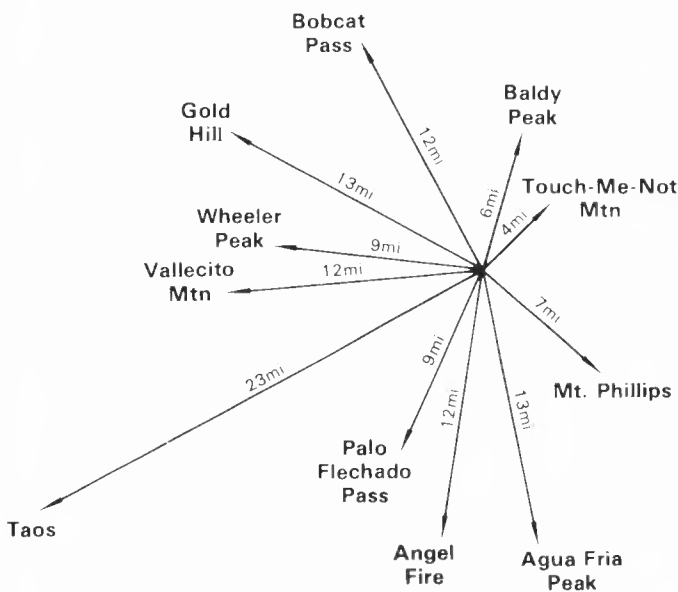 Bobcat
Pass
Baldy
Peak
Gold
Hill
12mi
Touch-Me-Not
Mtn
13mi
6mi
4mi
Wheeler
Peak
9mi
Vallecito
Mtn
12mi
7mi
23mi
9mi
12mi
13mi
Mt. Phillips
Palo
Flechado
Pass
Taos
Angel
Fire
Agua Fria
Peak